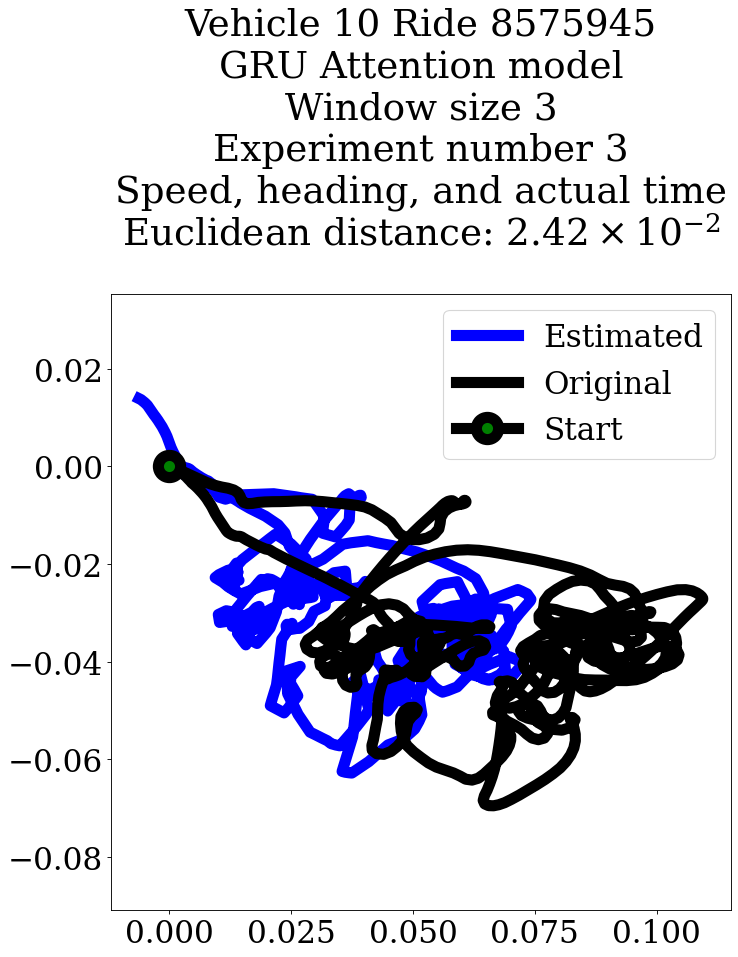 Vehicle 10 Ride 8575945
GRU Attention model
Window size 3
Experiment number 3
Speed, heading, and actual time
Euclidean distance: 2.42 × 10⁻²
Estimated
Original
Start
0.02
0.00
−0.02
−0.04
−0.06
−0.08
0.000 0.025 0.050 0.075 0.100